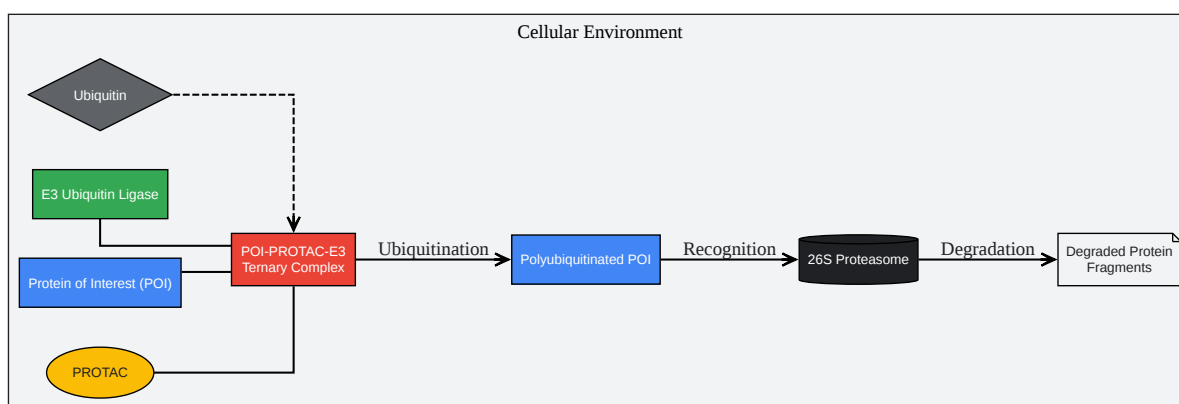 Cellular Environment
Ubiquitin
E3 Ubiquitin Ligase
Protein of Interest (POI)
PROTAC
POI-PROTAC-E3
Ternary Complex
Ubiquitination
Polyubiquitinated POI
Recognition
26S Proteasome
Degradation
Degraded Protein
Fragments